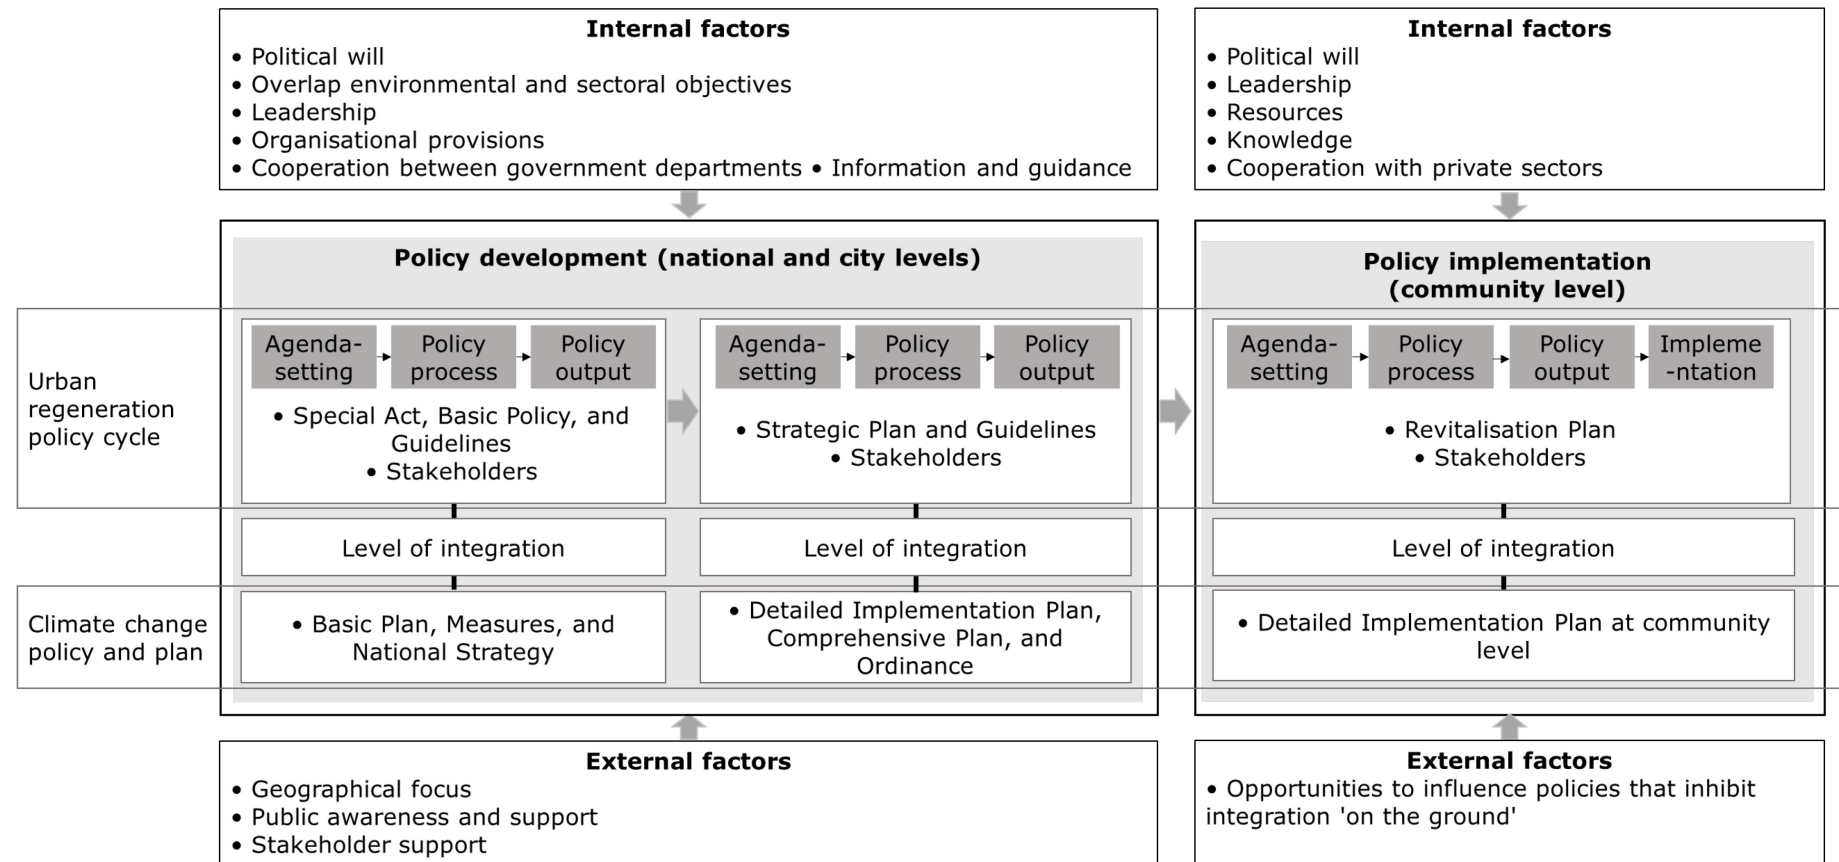 Internal factors
• Political will
• Overlap environmental and sectoral objectives
• Leadership
• Organisational provisions
• Cooperation between government departments • Information and guidance
Internal factors
• Political will
• Leadership
• Resources
• Knowledge
• Cooperation with private sectors
Policy development (national and city levels)
Policy implementation
(community level)
Urban
regeneration
policy cycle
Agenda-
setting
Policy
process
Policy
output
• Special Act, Basic Policy, and
Guidelines
• Stakeholders
Agenda-
setting
Policy
process
Policy
output
• Strategic Plan and Guidelines
• Stakeholders
Agenda-
setting
Policy
process
Policy
output
Impleme
-ntation
• Revitalisation Plan
• Stakeholders
Level of integration
Level of integration
Level of integration
Climate change
policy and plan
• Basic Plan, Measures, and
National Strategy
• Detailed Implementation Plan,
Comprehensive Plan, and
Ordinance
• Detailed Implementation Plan at community
level
External factors
• Geographical focus
• Public awareness and support
• Stakeholder support
External factors
• Opportunities to influence policies that inhibit
integration 'on the ground'